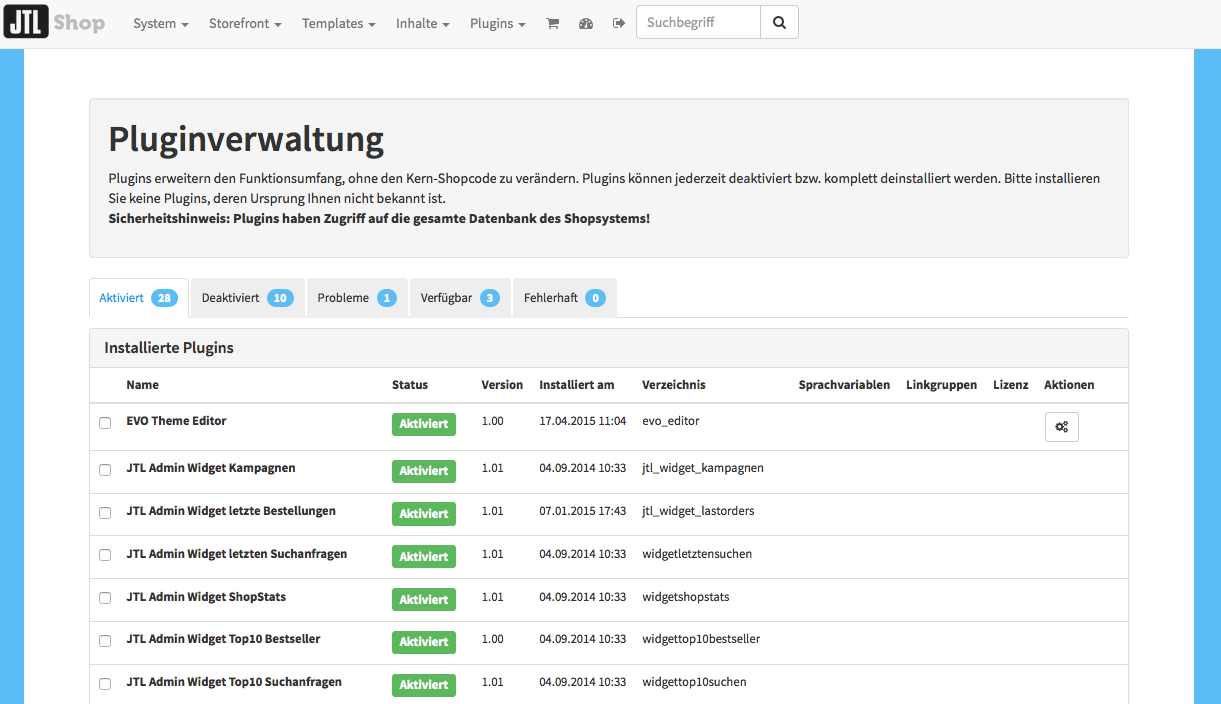 JTL Shop System Storefront Templates Inhalte Plugins Suchbegriff
Pluginverwaltung
Plugins erweitern den Funktionsumfang, ohne den Kern-Shopcode zu verändern. Plugins können jederzeit deaktiviert bzw. komplett deinstalliert werden. Bitte installieren
Sie keine Plugins, deren Ursprung Ihnen nicht bekannt ist.
Sicherheitshinweis: Plugins haben Zugriff auf die gesamte Datenbank des Shopsystems!
Aktiviert 28 Deaktiviert 10 Probleme 1 Verfügbar 3 Fehlerhaft 0
Installierte Plugins
Name Status Version Installiert am Verzeichnis Sprachvariablen Linkgruppen Lizenz Aktionen
EVO Theme Editor Aktiviert 1.00 17.04.2015 11:04 evo_editor
JTL Admin Widget Kampagnen Aktiviert 1.01 04.09.2014 10:33 jtl_widget_kampagnen
JTL Admin Widget letzte Bestellungen Aktiviert 1.01 07.01.2015 17:43 jtl_widget_lastorders
JTL Admin Widget letzten Suchanfragen Aktiviert 1.01 04.09.2014 10:33 widgetletztensuchen
JTL Admin Widget ShopStats Aktiviert 1.01 04.09.2014 10:33 widgetshopstats
JTL Admin Widget Top10 Bestseller Aktiviert 1.00 04.09.2014 10:33 widgettop10bestseller
JTL Admin Widget Top10 Suchanfragen Aktiviert 1.01 04.09.2014 10:33 widgettop10suchen